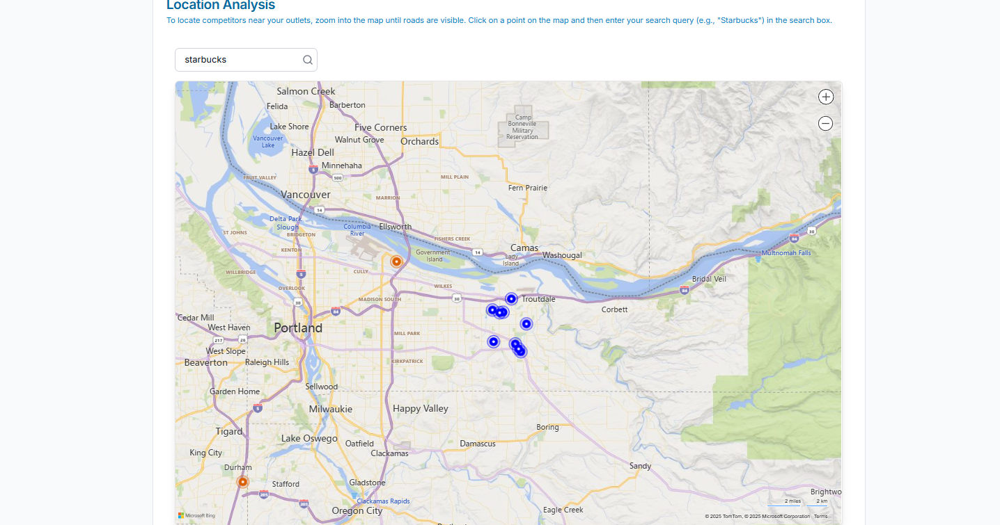 Location Analysis
To locate competitors near your outlets, zoom into the map until roads are visible. Click on a point on the map and then enter your search query (e.g., "Starbucks") in the search box.
starbucks
Salmon Creek
Felida
Barberton
Lake Shore
Five Corners
Camp
Bonneville
Military
Reservation
Vancouver
Lake
Walnut Grove
Orchards
Hazel Dell
Minnehaha
5
500
FRUIT VALLEY
MILL PLAIN
Fern Prairie
Vancouver
MARRION
14
Delta Park
Slough
Columbia
River
Ellsworth
30
ST JOHNS
BRIDGETON
FISHERS CREEK
84
KENTON
Government
Island
14
Camas
Lady
Island
Washougal
Multnomah Falls
WILLBRIDGE
5
CULLY
Bridal Veil
OVERLOOK
WILKES
84
30
MADISON SOUTH
30
Troutdale
Corbett
84
Cedar Mill
West Haven
Portland
217
26
MILL PARK
West Slope
Beaverton
Raleigh Hills
KIRKPATRICK
Garden Home
Sellwood
5
Milwaukie
Happy Valley
Tigard
Boring
Lake Oswego
Oatfield
Damascus
King City
Clackamas
Durham
Sandy
Stafford
Gladstone
205
205
Clackamas Rapids
Brightwo
2 miles
2 km
Oregon City
Eagle Creek
Microsoft Bing
© 2025 TomTom, © 2025 Microsoft Corporation Terms